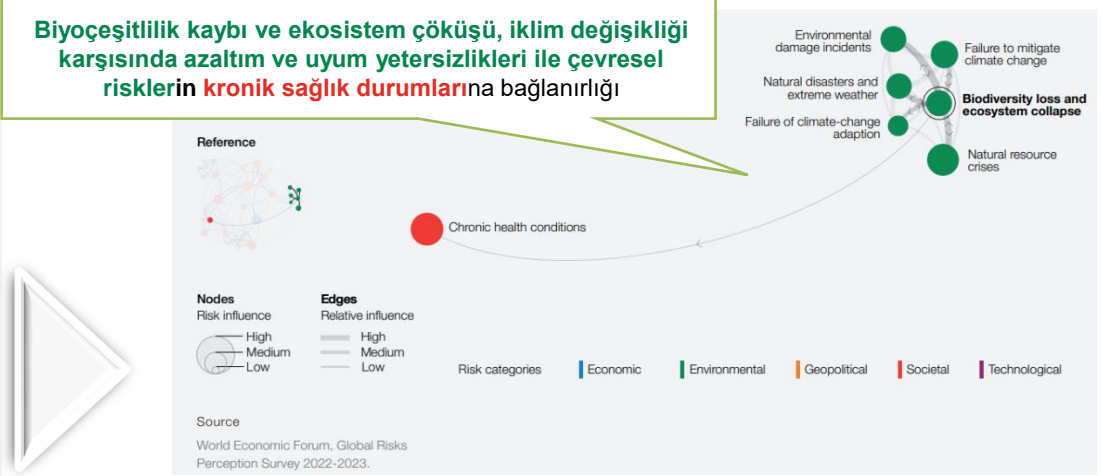 Biyoçeşitlilik kaybı ve ekosistem çöküşü, iklim değişikliği
karşısında azaltım ve uyum yetersizlikleri ile çevresel
risklerin kronik sağlık durumlarına bağlanırlığı
Environmental
damage incidents
Failure to mitigate
climate change
Natural disasters and
extreme weather
Biodiversity loss and
ecosystem collapse
Failure of climate-change
adaption
Natural resource
crises
Reference
Chronic health conditions
Nodes
Risk influence
High
Medium
Low
Edges
Relative influence
High
Medium
Low
Risk categories
Economic
Environmental
Geopolitical
Societal
Technological
Source
World Economic Forum, Global Risks
Perception Survey 2022-2023.